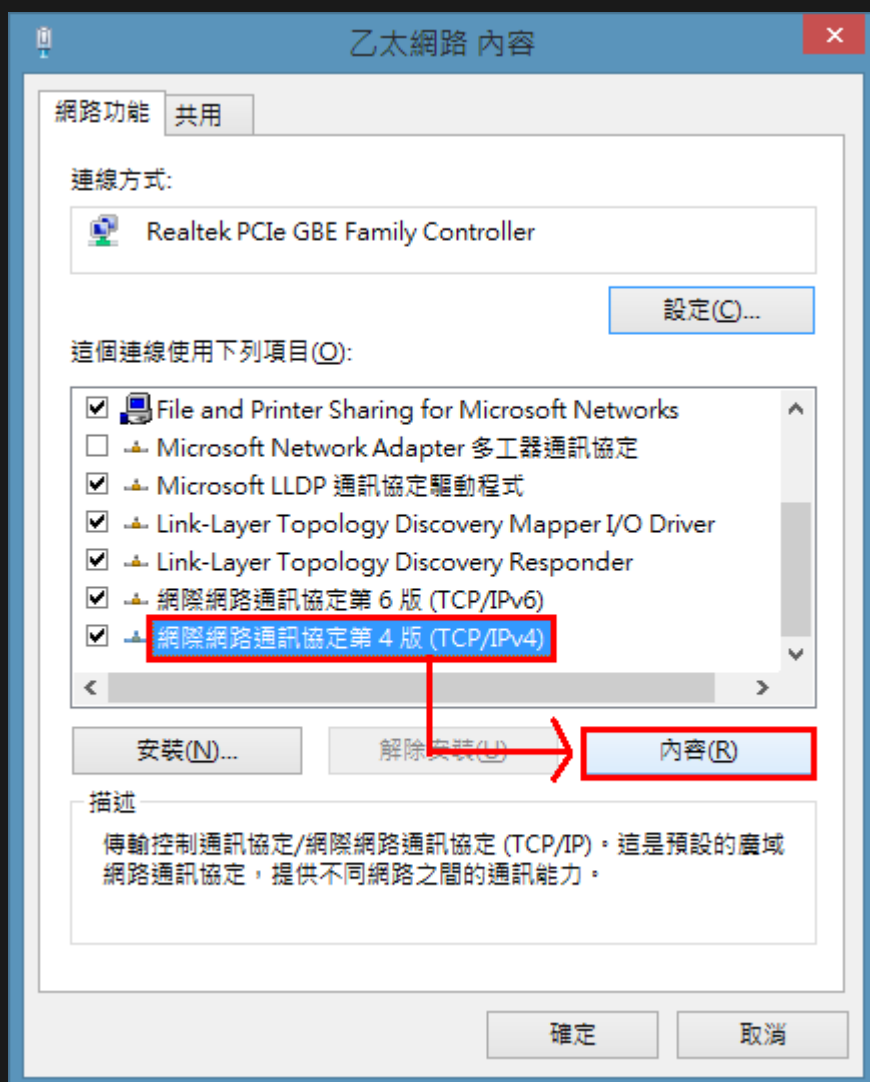 乙太網路 內容
網路功能
共用
連線方式:
Realtek PCIe GBE Family Controller
設定(C)...
這個連線使用下列項目(O):
File and Printer Sharing for Microsoft Networks
Microsoft Network Adapter 多工器通訊協定
Microsoft LLDP 通訊協定驅動程式
Link-Layer Topology Discovery Mapper I/O Driver
Link-Layer Topology Discovery Responder
網際網路通訊協定第 6 版 (TCP/IPv6)
網際網路通訊協定第 4 版 (TCP/IPv4)
安裝(N)...
解除安裝(U)
內容(R)
描述
傳輸控制通訊協定/網際網路通訊協定 (TCP/IP)。這是預設的廣域
網路通訊協定，提供不同網路之間的通訊能力。
確定
取消